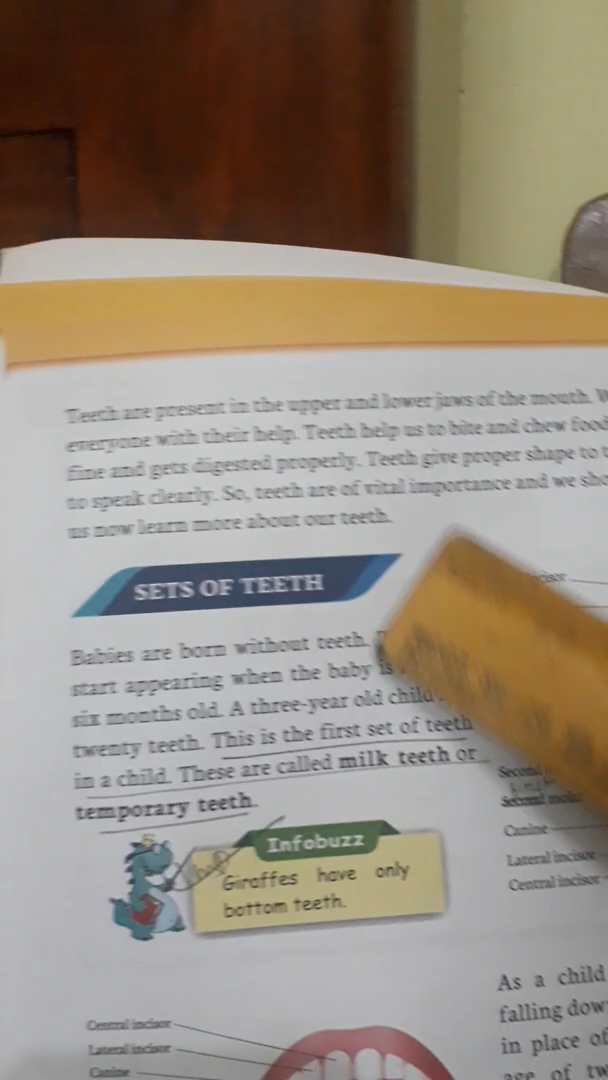 Teeth are present in the upper and lower jaws of the mouth.
everyone with their help. Teeth help us to bite and chew food
fine and gets digested properly. Teeth give proper shape to
to speak clearly. So, teeth are of vital importance and we
us now learn more about our teeth.
SETS OF TEETH
Babies are born without teeth.
start appearing when the baby is
six months old. A three-year old child
twenty teeth. This is the first set of teeth
in a child. These are called milk teeth or
temporary teeth.
Infobuzz
Giraffes have only
bottom teeth.
Second
Canine
Lateral incisor
Central incisor
Central incisor
Lateral incisor
Canine
As a child
falling
in place of
age of